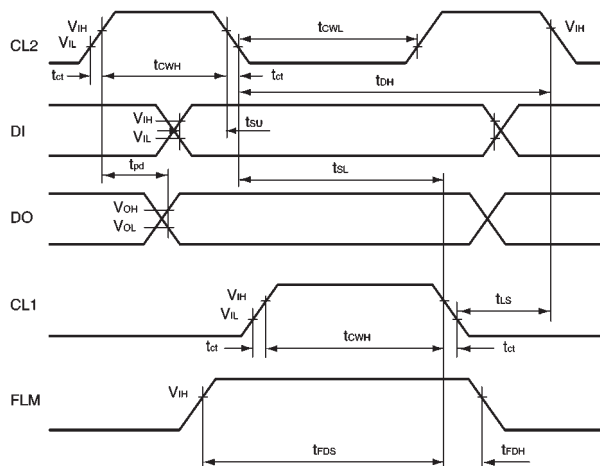 CL2
VIH
VIL
tct
tCWH
tct
tCWL
VIH
tDH
DI
VIH
VIL
tSU
tpd
tSL
DO
VOH
VOL
CL1
VIH
VIL
tct
tCWH
tct
tLS
FLM
VIH
tFDS
tFDH